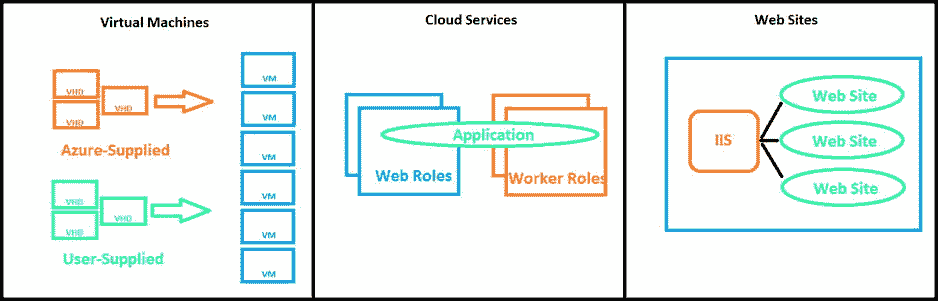 Virtual Machines
VHD
VHD
VHD
Azure-Supplied
VHD
VHD
VHD
User-Supplied
VM
VM
VM
VM
VM
VM
Cloud Services
Application
Web Roles
Worker Roles
Web Sites
IIS
Web Site
Web Site
Web Site